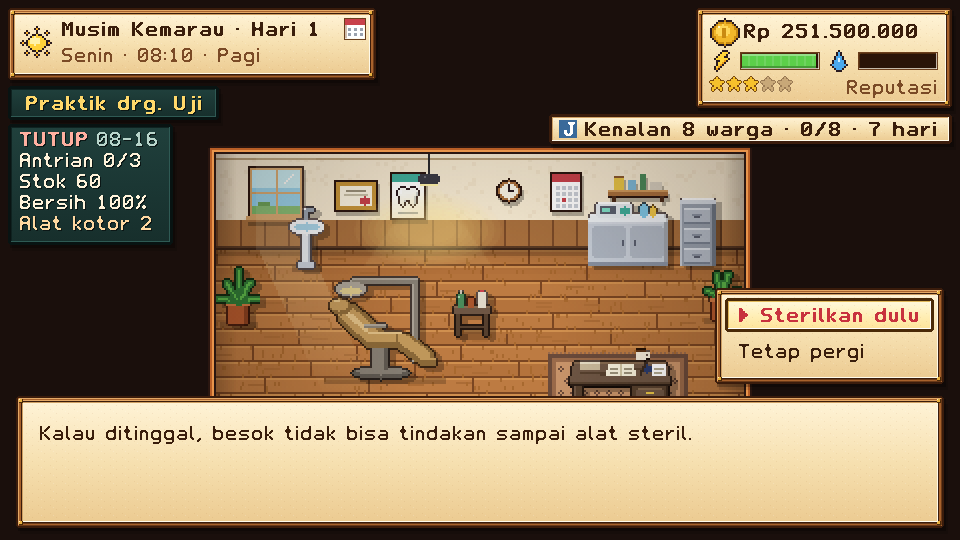 Musim Kemarau · Hari 1
Senin · 08:10 · Pagi
Rp 251.500.000
Reputasi
Praktik drg. Uji
J Kenalan 8 warga · 0/8 · 7 hari
TUTUP 08-16
Antrian 0/3
Stok 60
Bersih 100%
Alat kotor 2
Sterilkan dulu
Tetap pergi
Kalau ditinggal, besok tidak bisa tindakan sampai alat steril.